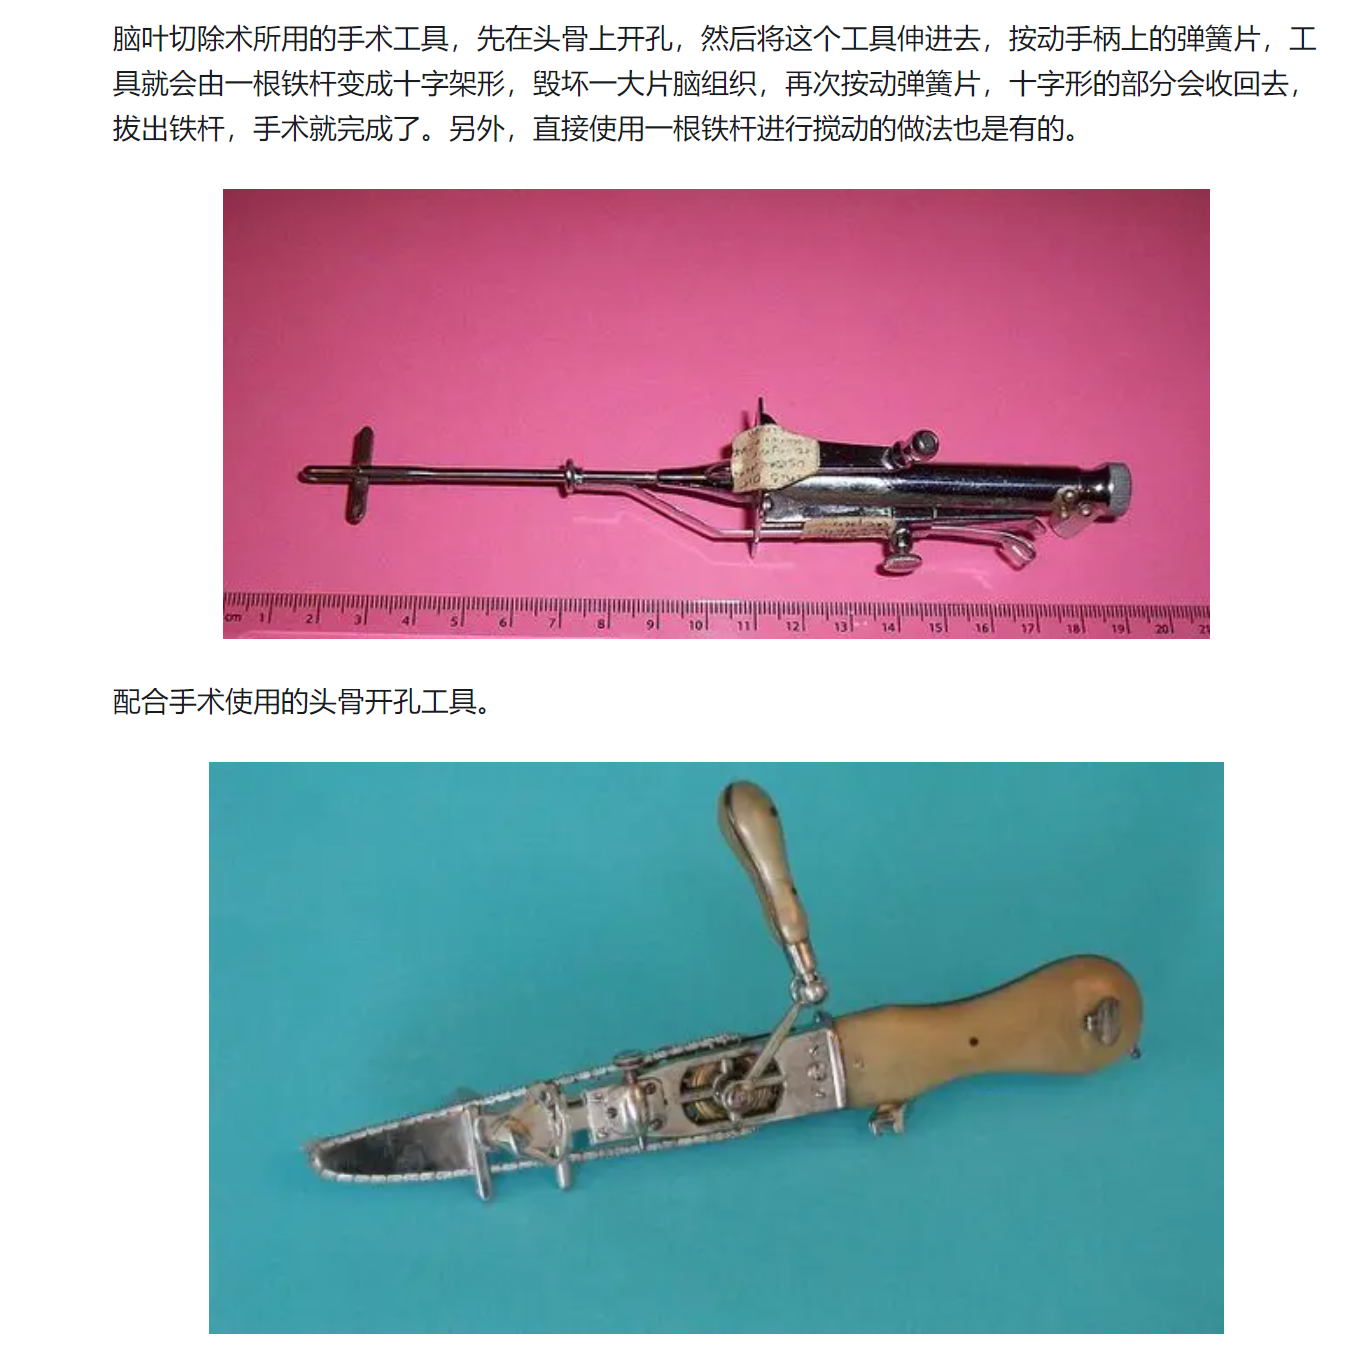 脑叶切除术所用的手术工具，先在头骨上开孔，然后将这个工具伸进去，按动手柄上的弹簧片，工
具就会由一根铁杆变成十字架形，毁坏一大片脑组织，再次按动弹簧片，十字形的部分会收回去，
拔出铁杆，手术就完成了。另外，直接使用一根铁杆进行搅动的做法也是有的。
cm 1 2 3 4 5 6 7 8 9 10 11 12 13 14 15 16 17 18 19 20
配合手术使用的头骨开孔工具。